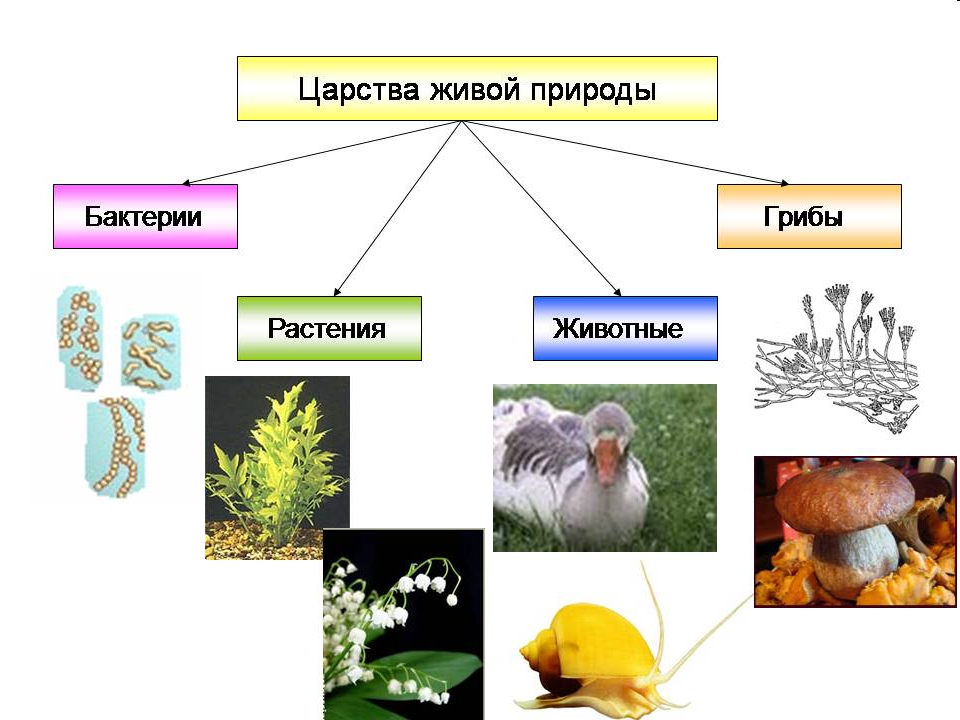 Царства живой природы
Бактерии
Грибы
Растения
Животные